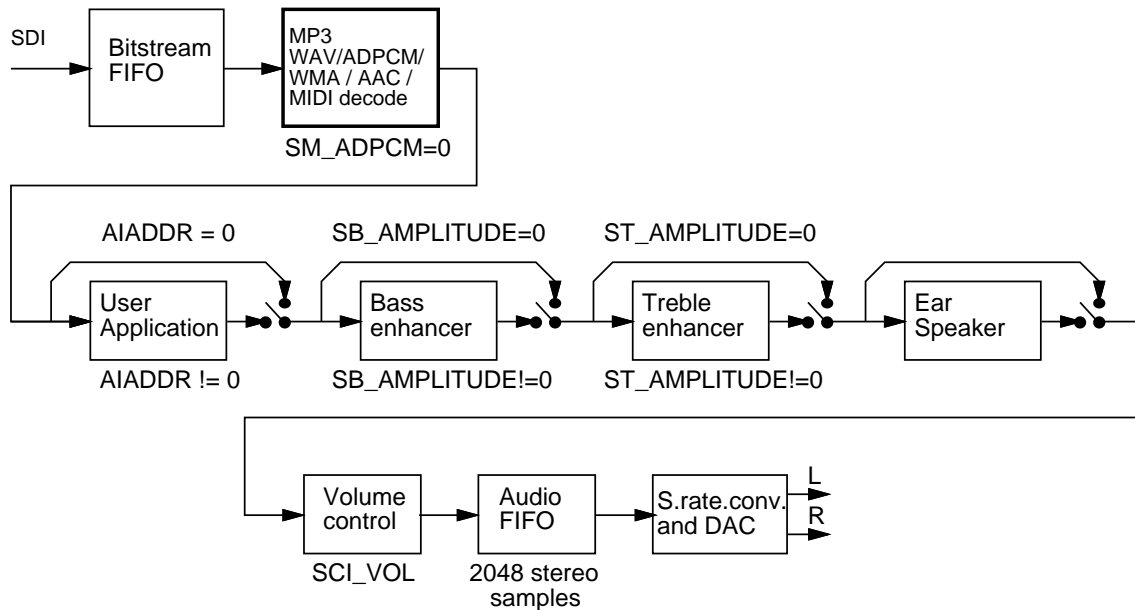 SDI
Bitstream
FIFO
MP3
WAV/ADPCM/
WMA / AAC /
MIDI decode
SM_ADPCM=0
AIADDR = 0
SB_AMPLITUDE=0
ST_AMPLITUDE=0
User
Application
Bass
enhancer
Treble
enhancer
Ear
Speaker
AIADDR != 0
SB_AMPLITUDE!=0
ST_AMPLITUDE!=0
Volume
control
Audio
FIFO
S.rate.conv.
and DAC
L
R
SCI_VOL
2048 stereo
samples